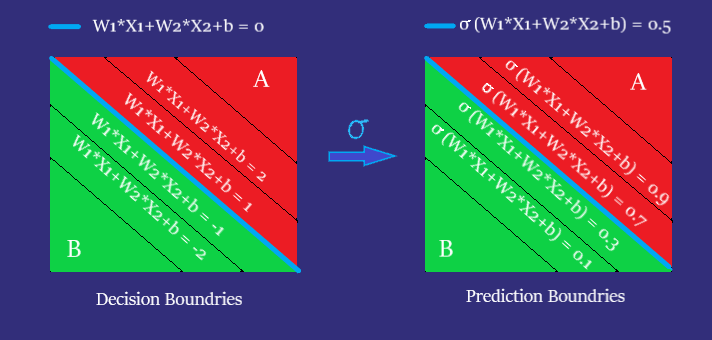 W1*X1+W2*X2+b = 0
σ (W1*X1+W2*X2+b) = 0.5
A
W1*X1+W2*X2+b = 2
W1*X1+W2*X2+b = 1
W1*X1+W2*X2+b = -1
W1*X1+W2*X2+b = -2
B
Decision Boundries
σ
A
σ (W1*X1+W2*X2+b) = 0.9
σ (W1*X1+W2*X2+b) = 0.7
σ (W1*X1+W2*X2+b) = 0.3
σ (W1*X1+W2*X2+b) = 0.1
B
Prediction Boundries